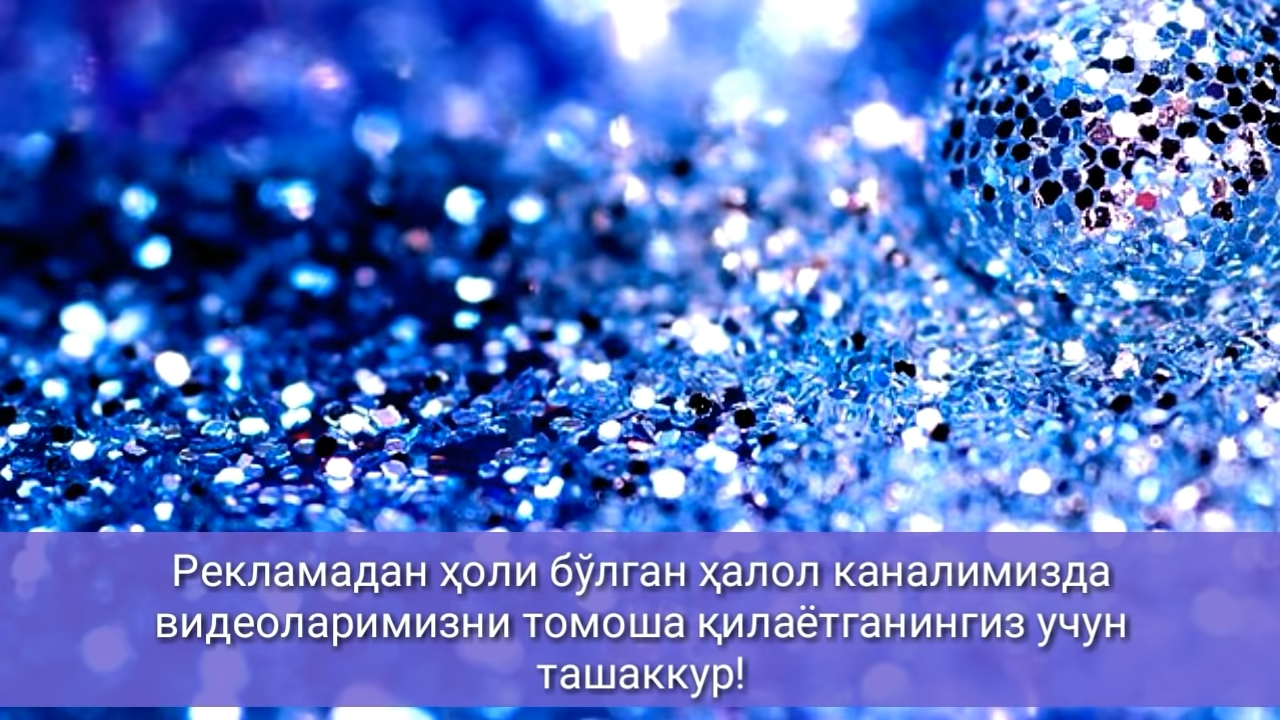 Рекламадан ҳоли бўлган ҳалол каналимизда
видеоларимизни томоша қилаётганингиз учун
ташаккур!